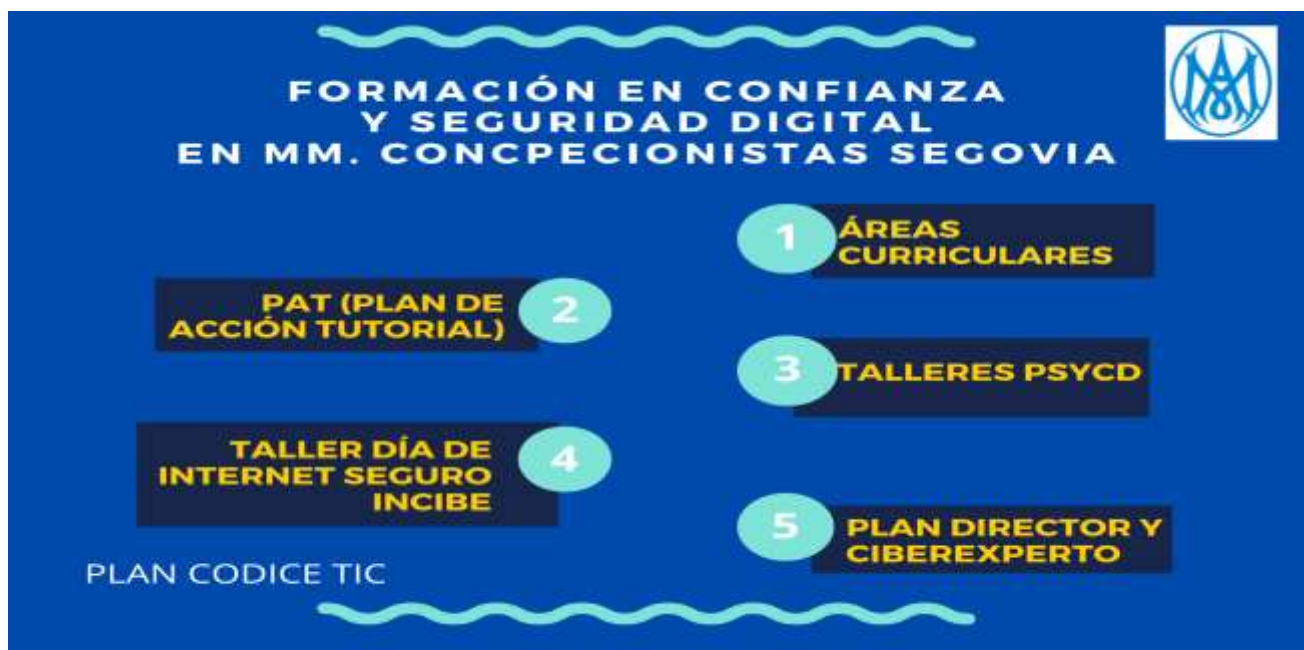 FORMACIÓN EN CONFIANZA
Y SEGURIDAD DIGITAL
EN MM. CONCPECIONISTAS SEGOVIA
1
ÁREAS
CURRICULARES
PAT (PLAN DE
ACCIÓN TUTORIAL)
2
3
TALLERES PSYCD
TALLER DÍA DE
INTERNET SEGURO
INCIBE
4
5
PLAN DIRECTOR Y
CIBEREXPERTO
PLAN CODICE TIC